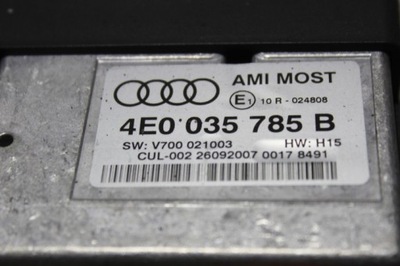 AMI MOST
E1 10 R - 024808
4E0 035 785 B
SW: V700 021003 HW: H15
CUL-002 26092007 0017 8491